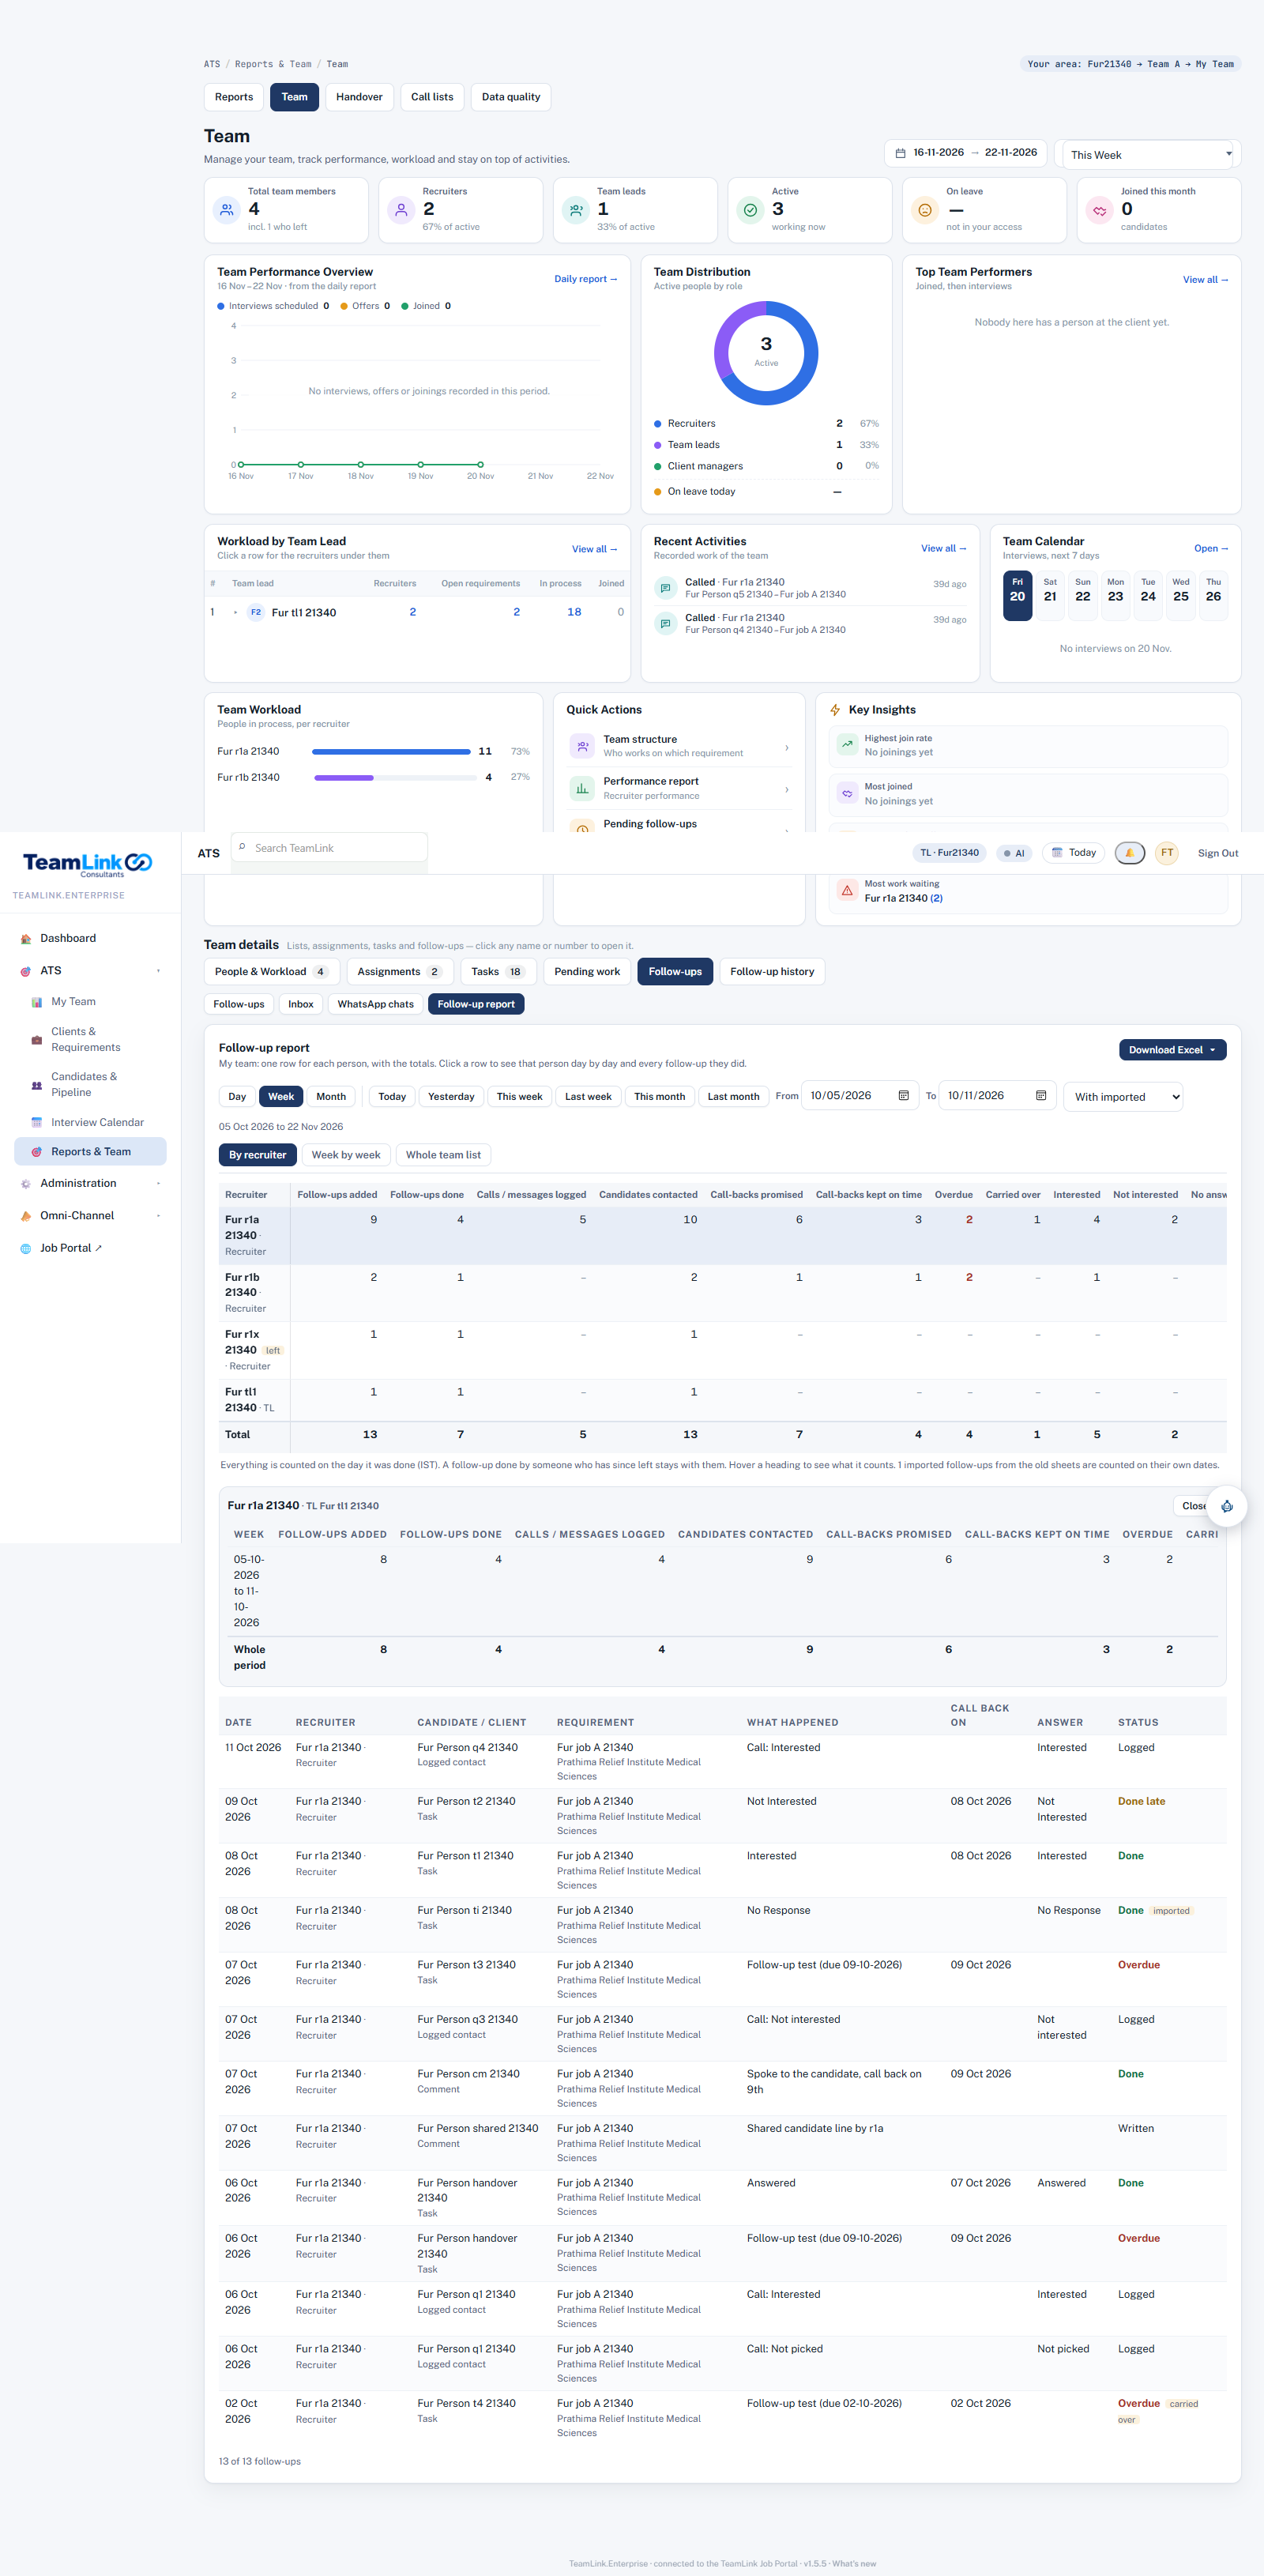 ATS / Reports & Team / Team
Your area: Fur21340 → Team A → My Team
Reports Team Handover Call lists Data quality
Team
Manage your team, track performance, workload and stay on top of activities.
16-11-2026 → 22-11-2026 This Week
Total team members
4
incl. 1 who left
Recruiters
2
67% of active
Team leads
1
33% of active
Active
3
working now
On leave
—
not in your access
Joined this month
0
candidates
Team Performance Overview
16 Nov – 22 Nov · from the daily report
Daily report →
Interviews scheduled 0 Offers 0 Joined 0
4
3
2
1
0
No interviews, offers or joinings recorded in this period.
16 Nov 17 Nov 18 Nov 19 Nov 20 Nov 21 Nov 22 Nov
Team Distribution
Active people by role
3
Active
Recruiters 2 67%
Team leads 1 33%
Client managers 0 0%
On leave today —
Top Team Performers
Joined, then interviews
View all →
Nobody here has a person at the client yet.
Workload by Team Lead
Click a row for the recruiters under them
View all →
# Team lead Recruiters Open requirements In process Joined
1 F2 Fur tl1 21340 2 2 18 0
Recent Activities
Recorded work of the team
View all →
Called · Fur r1a 21340 39d ago
Fur Person q5 21340 – Fur job A 21340
Called · Fur r1a 21340 39d ago
Fur Person q4 21340 – Fur job A 21340
Team Calendar
Interviews, next 7 days
Open →
Fri Sat Sun Mon Tue Wed Thu
20 21 22 23 24 25 26
No interviews on 20 Nov.
Team Workload
People in process, per recruiter
Fur r1a 21340 11 73%
Fur r1b 21340 4 27%
Quick Actions
Team structure
Who works on which requirement
Performance report
Recruiter performance
Pending follow-ups
Key Insights
Highest join rate
No joinings yet
Most joined
No joinings yet
Most work waiting
Fur r1a 21340 (2)
TeamLink
Consultants
TEAMLINK.ENTERPRISE
ATS Search TeamLink TL · Fur21340 AI Today FT Sign Out
Dashboard
ATS
My Team
Clients &
Requirements
Candidates &
Pipeline
Interview Calendar
Reports & Team
Administration
Omni-Channel
Job Portal ↗
Team details Lists, assignments, tasks and follow-ups — click any name or number to open it.
People & Workload 4 Assignments 2 Tasks 18 Pending work Follow-ups Follow-up history
Follow-ups Inbox WhatsApp chats Follow-up report
Follow-up report
My team: one row for each person, with the totals. Click a row to see that person day by day and every follow-up they did.
Download Excel
Day Week Month Today Yesterday This week Last week This month Last month From 10/05/2026 To 10/11/2026 With imported
05 Oct 2026 to 22 Nov 2026
By recruiter Week by week Whole team list
Recruiter Follow-ups added Follow-ups done Calls / messages logged Candidates contacted Call-backs promised Call-backs kept on time Overdue Carried over Interested Not interested No answ
Fur r1a 21340 · Recruiter 9 4 5 10 6 3 2 1 4 2
Fur r1b 21340 · Recruiter 2 1 – 2 1 1 2 – 1 –
Fur r1x 21340 left · Recruiter 1 1 – 1 – – – – – –
Fur tl1 21340 · TL 1 1 – 1 – – – – – –
Total 13 7 5 13 7 4 4 1 5 2
Everything is counted on the day it was done (IST). A follow-up done by someone who has since left stays with them. Hover a heading to see what it counts. 1 imported follow-ups from the old sheets are counted on their own dates.
Fur r1a 21340 · TL Fur tl1 21340
Close
WEEK FOLLOW-UPS ADDED FOLLOW-UPS DONE CALLS / MESSAGES LOGGED CANDIDATES CONTACTED CALL-BACKS PROMISED CALL-BACKS KEPT ON TIME OVERDUE CARRI
05-10-2026 to 11-10-2026 8 4 4 9 6 3 2
Whole period 8 4 4 9 6 3 2
DATE RECRUITER CANDIDATE / CLIENT REQUIREMENT WHAT HAPPENED CALL BACK ON ANSWER STATUS
11 Oct 2026 Fur r1a 21340 · Recruiter Fur Person q4 21340 Logged contact Fur job A 21340 Prathima Relief Institute Medical Sciences Call: Interested Interested Logged
09 Oct 2026 Fur r1a 21340 · Recruiter Fur Person t2 21340 Task Fur job A 21340 Prathima Relief Institute Medical Sciences Not Interested 08 Oct 2026 Not Interested Done late
08 Oct 2026 Fur r1a 21340 · Recruiter Fur Person t1 21340 Task Fur job A 21340 Prathima Relief Institute Medical Sciences Interested 08 Oct 2026 Interested Done
08 Oct 2026 Fur r1a 21340 · Recruiter Fur Person ti 21340 Task Fur job A 21340 Prathima Relief Institute Medical Sciences No Response No Response Done imported
07 Oct 2026 Fur r1a 21340 · Recruiter Fur Person t3 21340 Task Fur job A 21340 Prathima Relief Institute Medical Sciences Follow-up test (due 09-10-2026) 09 Oct 2026 Overdue
07 Oct 2026 Fur r1a 21340 · Recruiter Fur Person q3 21340 Logged contact Fur job A 21340 Prathima Relief Institute Medical Sciences Call: Not interested Not interested Logged
07 Oct 2026 Fur r1a 21340 · Recruiter Fur Person cm 21340 Comment Fur job A 21340 Prathima Relief Institute Medical Sciences Spoke to the candidate, call back on 9th 09 Oct 2026 Done
07 Oct 2026 Fur r1a 21340 · Recruiter Fur Person shared 21340 Comment Fur job A 21340 Prathima Relief Institute Medical Sciences Shared candidate line by r1a Written
06 Oct 2026 Fur r1a 21340 · Recruiter Fur Person handover 21340 Task Fur job A 21340 Prathima Relief Institute Medical Sciences Answered 07 Oct 2026 Answered Done
06 Oct 2026 Fur r1a 21340 · Recruiter Fur Person handover 21340 Task Fur job A 21340 Prathima Relief Institute Medical Sciences Follow-up test (due 09-10-2026) 09 Oct 2026 Overdue
06 Oct 2026 Fur r1a 21340 · Recruiter Fur Person q1 21340 Logged contact Fur job A 21340 Prathima Relief Institute Medical Sciences Call: Interested Interested Logged
06 Oct 2026 Fur r1a 21340 · Recruiter Fur Person q1 21340 Logged contact Fur job A 21340 Prathima Relief Institute Medical Sciences Call: Not picked Not picked Logged
02 Oct 2026 Fur r1a 21340 · Recruiter Fur Person t4 21340 Task Fur job A 21340 Prathima Relief Institute Medical Sciences Follow-up test (due 02-10-2026) 02 Oct 2026 Overdue carried over
13 of 13 follow-ups
TeamLink.Enterprise · connected to the TeamLink Job Portal · v1.5.5 · What's new